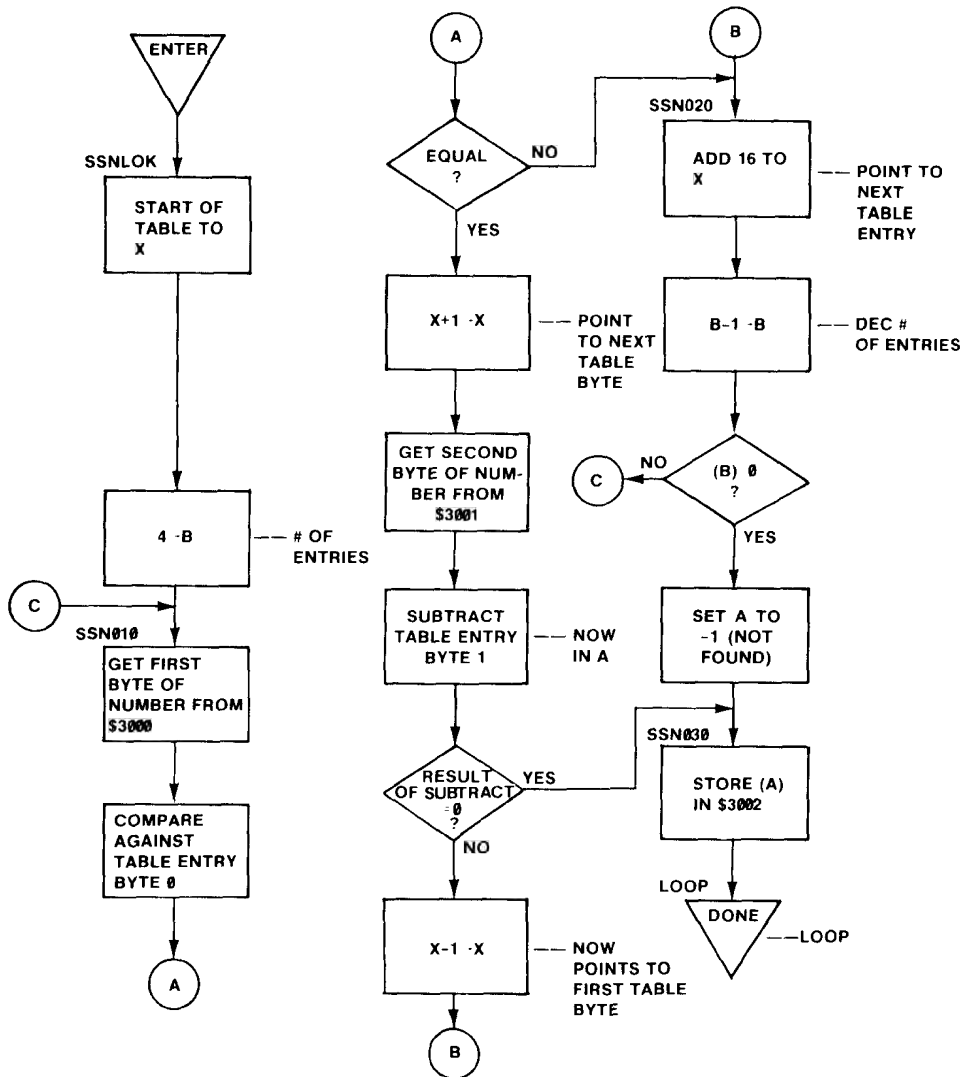 ENTER
SSNLOK
START OF
TABLE TO
X
4 -B
# OF
ENTRIES
C
SSN010
GET FIRST
BYTE OF
NUMBER FROM
$3000
COMPARE
AGAINST
TABLE ENTRY
BYTE 0
A
A
EQUAL
?
NO
YES
X+1 -X
POINT
TO NEXT
TABLE
BYTE
GET SECOND
BYTE OF NUM-
BER FROM
$3001
SUBTRACT
TABLE ENTRY
BYTE 1
NOW
IN A
RESULT
OF SUBTRACT
=0
?
YES
NO
X-1 -X
NOW
POINTS TO
FIRST TABLE
BYTE
B
B
SSN020
ADD 16 TO
X
POINT TO
NEXT
TABLE
ENTRY
B-1 -B
DEC #
OF ENTRIES
(B) 0
?
NO
C
YES
SET A TO
-1 (NOT
FOUND)
SSN030
STORE (A)
IN $3002
LOOP
DONE
LOOP